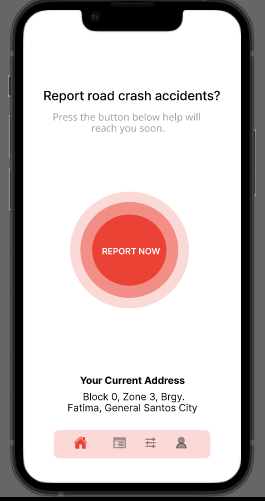 Report road crash accidents?
Press the button below help will
reach you soon.
REPORT NOW
Your Current Address
Block 0, Zone 3, Brgy.
Fatima, General Santos City